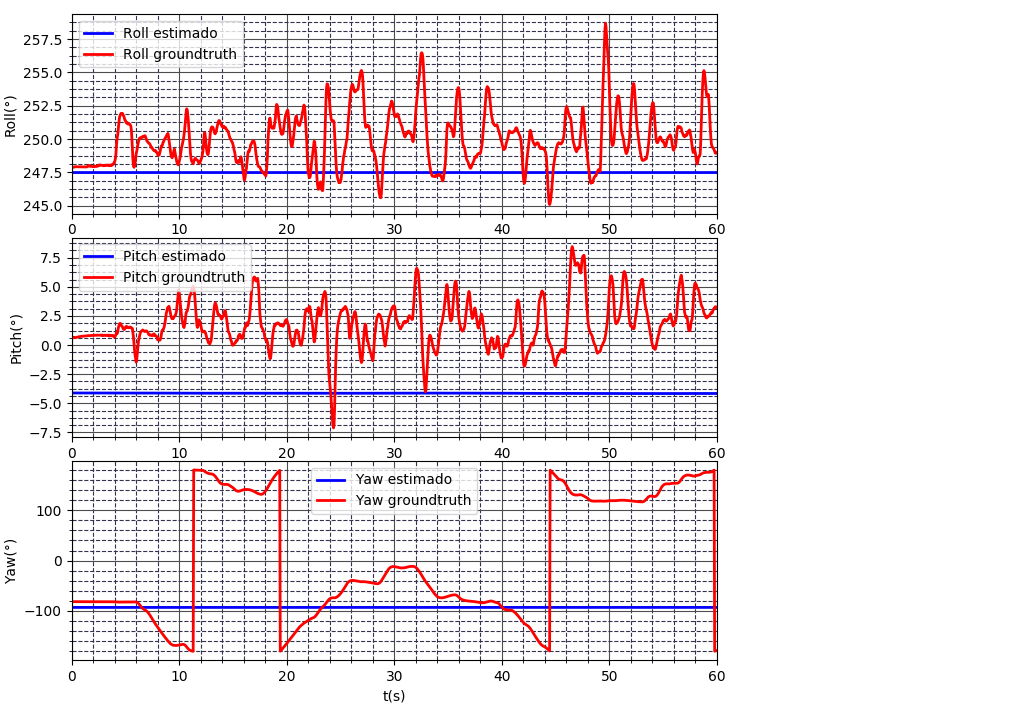 Roll estimado
Roll groundtruth
Roll(°)
257.5
255.0
252.5
250.0
247.5
245.0
0 10 20 30 40 50 60
Pitch estimado
Pitch groundtruth
Pitch(°)
7.5
5.0
2.5
0.0
−2.5
−5.0
−7.5
0 10 20 30 40 50 60
Yaw estimado
Yaw groundtruth
Yaw(°)
100
0
−100
0 10 20 30 40 50 60
t(s)